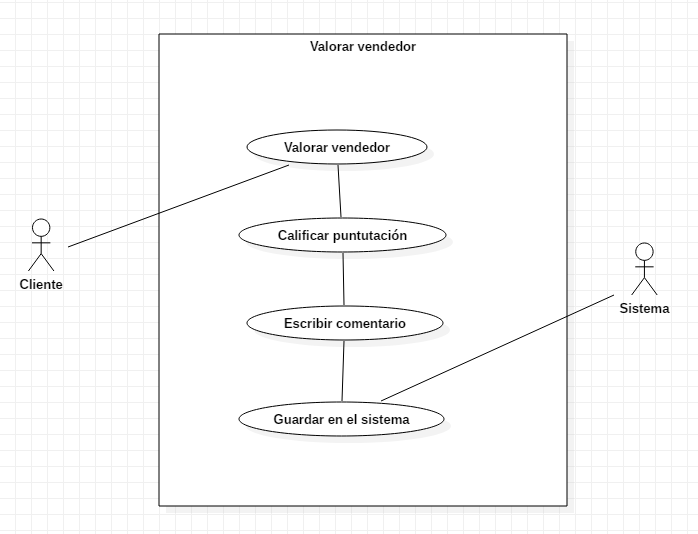 Valorar vendedor
Valorar vendedor
Calificar puntutación
Cliente
Sistema
Escribir comentario
Guardar en el sistema